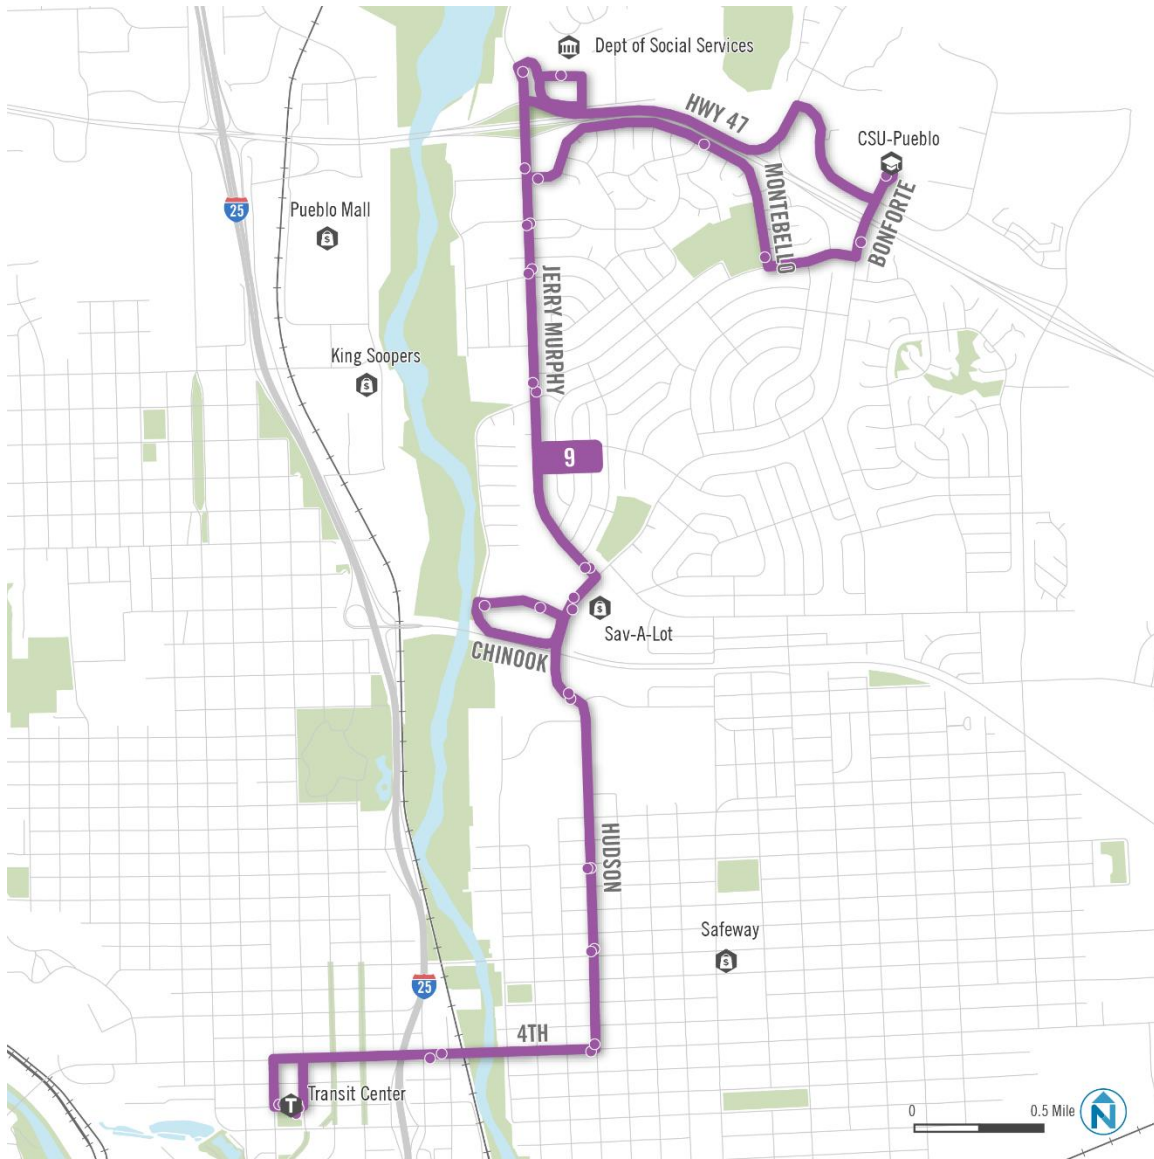 Dept of Social Services
HWY 47
CSU-Pueblo
25
Pueblo Mall
MONTEBELLO
BONFORTE
JERRY MURPHY
King Soopers
9
Sav-A-Lot
CHINOOK
HUDSON
Safeway
25
4TH
T
Transit Center
0
0.5 Mile
N